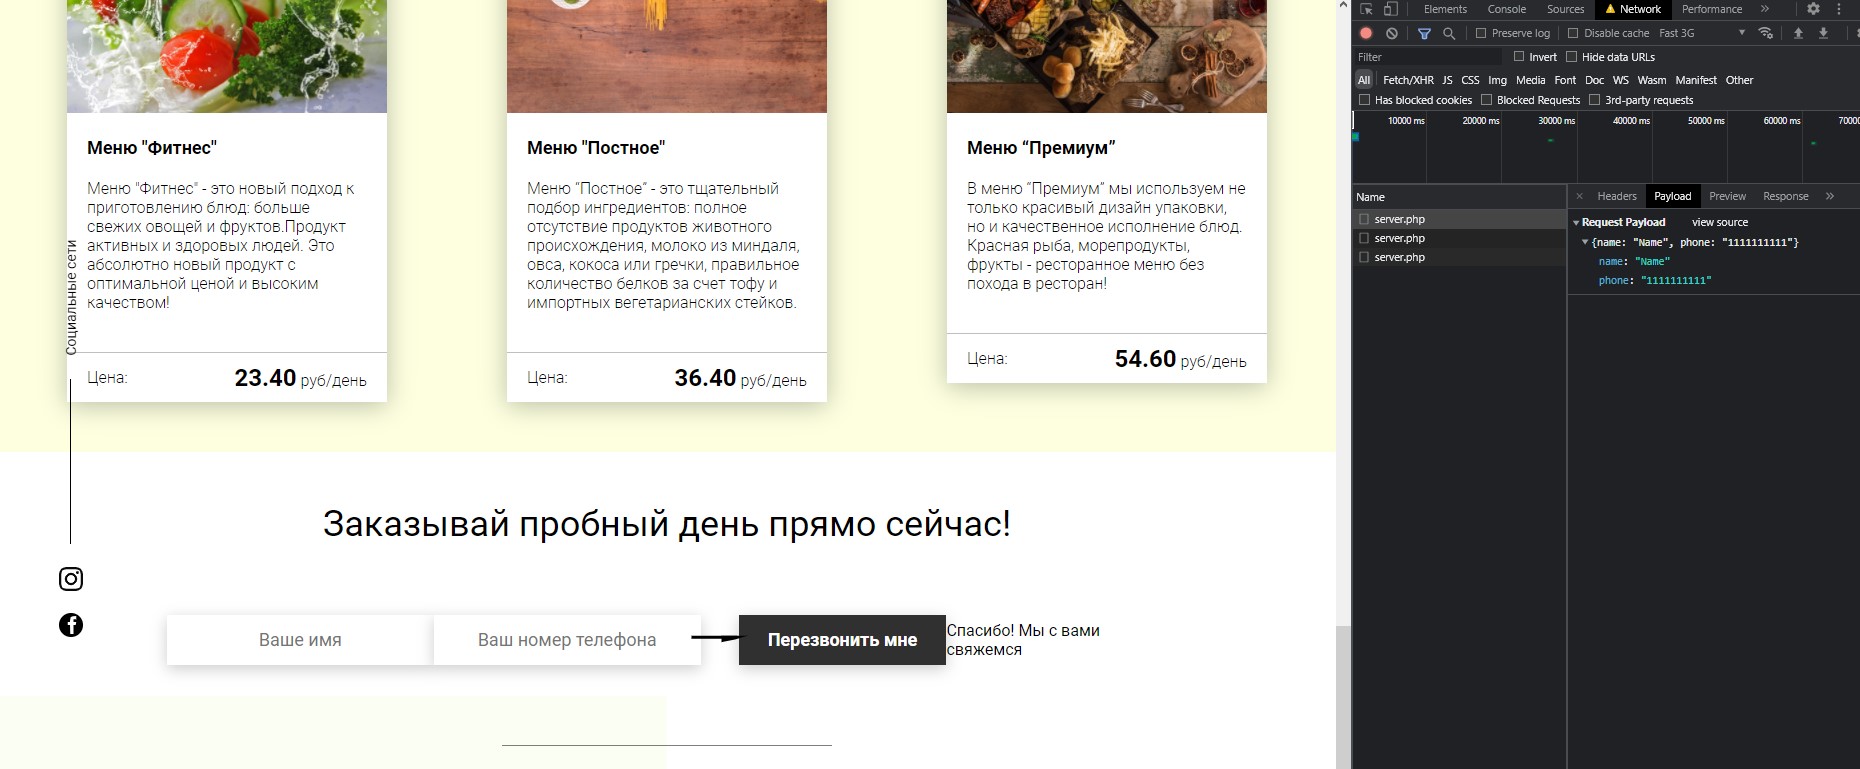 Меню "Фитнес"
Меню "Фитнес" - это новый подход к
приготовлению блюд: больше
свежих овощей и фруктов.Продукт
активных и здоровых людей. Это
абсолютно новый продукт с
оптимальной ценой и высоким
качеством!
Цена:
23.40 руб/день
Меню "Постное"
Меню “Постное” - это тщательный
подбор ингредиентов: полное
отсутствие продуктов животного
происхождения, молоко из миндаля,
овса, кокоса или гречки, правильное
количество белков за счет тофу и
импортных вегетарианских стейков.
Цена:
36.40 руб/день
Меню “Премиум”
В меню “Премиум” мы используем не
только красивый дизайн упаковки,
но и качественное исполнение блюд.
Красная рыба, морепродукты,
фрукты - ресторанное меню без
похода в ресторан!
Цена:
54.60 руб/день
Социальные сети
Заказывай пробный день прямо сейчас!
Ваше имя
Ваш номер телефона
Перезвонить мне
Спасибо! Мы с вами
свяжемся
Elements Console Sources Network Performance »
Preserve log Disable cache Fast 3G
Filter Invert Hide data URLs
All Fetch/XHR JS CSS Img Media Font Doc WS Wasm Manifest Other
Has blocked cookies Blocked Requests 3rd-party requests
10000 ms 20000 ms 30000 ms 40000 ms 50000 ms 60000 ms 70000
Name
server.php
server.php
server.php
× Headers Payload Preview Response »
Request Payload view source
{name: "Name", phone: "1111111111"}
name: "Name"
phone: "1111111111"